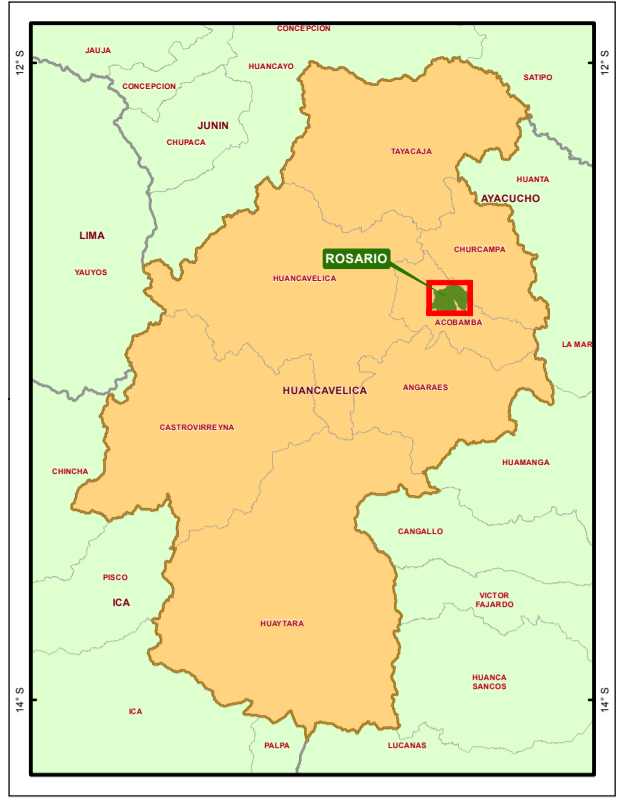 CONCEPCION
JAUJA
12° S
12° S
HUANCAYO
SATIPO
CONCEPCION
JUNIN
CHUPACA
TAYACAJA
HUANTA
AYACUCHO
LIMA
CHURCAMPA
ROSARIO
YAUYOS
HUANCAVELICA
ACOBAMBA
LA MAR
HUANCAVELICA
ANGARAES
CASTROVIRREYNA
HUAMANGA
CHINCHA
CANGALLO
PISCO
ICA
VICTOR
FAJARDO
HUAYTARA
HUANCA
SANCOS
14° S
14° S
ICA
PALPA
LUCANAS